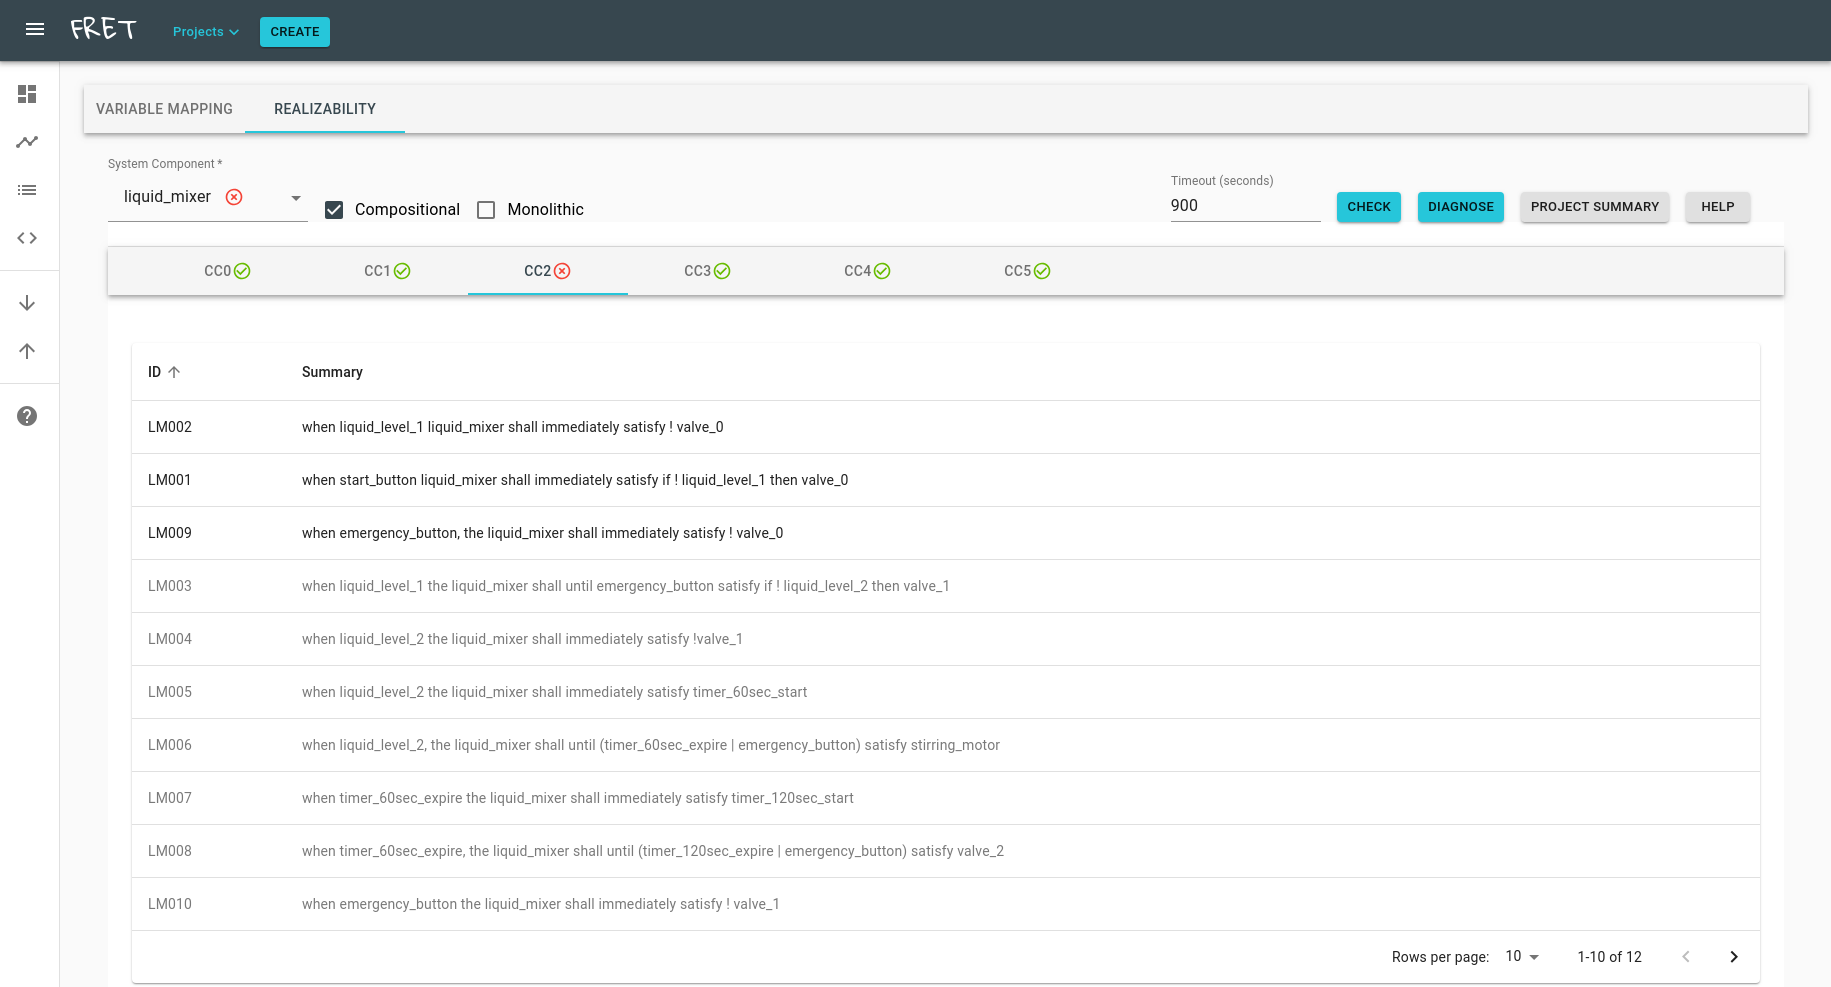 FRET Projects CREATE
VARIABLE MAPPING REALIZABILITY
System Component *
liquid_mixer Compositional Monolithic
Timeout (seconds)
900
CHECK DIAGNOSE PROJECT SUMMARY HELP
CC0 CC1 CC2 CC3 CC4 CC5
ID Summary
LM002 when liquid_level_1 liquid_mixer shall immediately satisfy ! valve_0
LM001 when start_button liquid_mixer shall immediately satisfy if ! liquid_level_1 then valve_0
LM009 when emergency_button, the liquid_mixer shall immediately satisfy ! valve_0
LM003 when liquid_level_1 the liquid_mixer shall until emergency_button satisfy if ! liquid_level_2 then valve_1
LM004 when liquid_level_2 the liquid_mixer shall immediately satisfy !valve_1
LM005 when liquid_level_2 the liquid_mixer shall immediately satisfy timer_60sec_start
LM006 when liquid_level_2, the liquid_mixer shall until (timer_60sec_expire | emergency_button) satisfy stirring_motor
LM007 when timer_60sec_expire the liquid_mixer shall immediately satisfy timer_120sec_start
LM008 when timer_60sec_expire, the liquid_mixer shall until (timer_120sec_expire | emergency_button) satisfy valve_2
LM010 when emergency_button the liquid_mixer shall immediately satisfy ! valve_1
Rows per page: 10 1-10 of 12